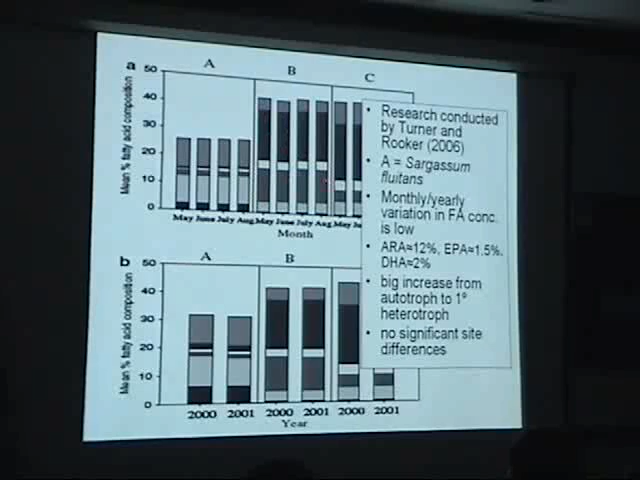 a
A
B
C
Mean % fatty acid composition
50
40
30
20
10
0
May June July Aug. May June July Aug. May Ju
Month
b
A
B
Mean % fatty acid composition
50
40
30
20
10
0
2000 2001 2000 2001 2000 2001
Year
• Research conducted
by Turner and
Rooker (2006)
• A = Sargassum
fluitans
• Monthly/yearly
variation in FA conc.
is low
• ARA≈12%, EPA≈1.5%.
DHA≈2%
• big increase from
autotroph to 1º
heterotroph
• no significant site
differences